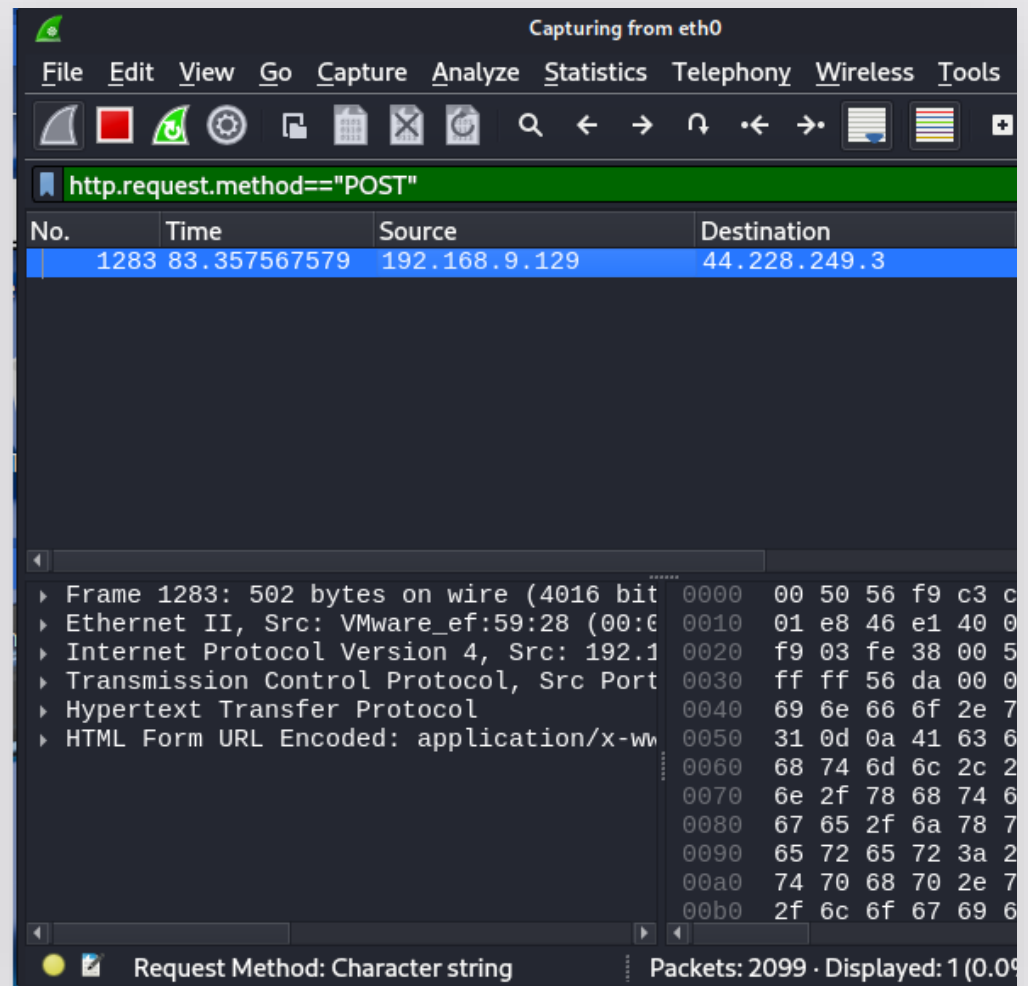 Capturing from eth0
File Edit View Go Capture Analyze Statistics Telephony Wireless Tools
http.request.method=="POST"
No. Time Source Destination
1283 83.357567579 192.168.9.129 44.228.249.3
Frame 1283: 502 bytes on wire (4016 bit
Ethernet II, Src: VMware_ef:59:28 (00:0
Internet Protocol Version 4, Src: 192.1
Transmission Control Protocol, Src Port
Hypertext Transfer Protocol
HTML Form URL Encoded: application/x-ww
0000 00 50 56 f9 c3 c
0010 01 e8 46 e1 40 0
0020 f9 03 fe 38 00 5
0030 ff ff 56 da 00 0
0040 69 6e 66 6f 2e 7
0050 31 0d 0a 41 63 6
0060 68 74 6d 6c 2c 2
0070 6e 2f 78 68 74 6
0080 67 65 2f 6a 78 7
0090 65 72 65 72 3a 2
00a0 74 70 68 70 2e 7
00b0 2f 6c 6f 67 69 6
Request Method: Character string
Packets: 2099 · Displayed: 1 (0.0%